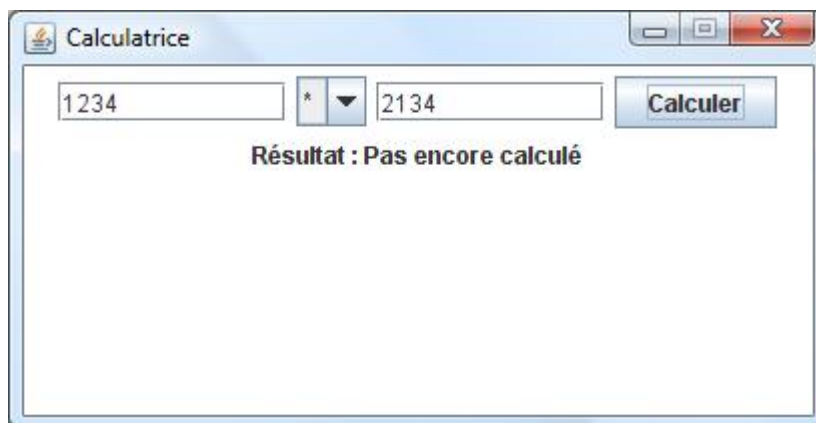 Calculatrice
1234 * 2134 Calculer
Résultat : Pas encore calculé